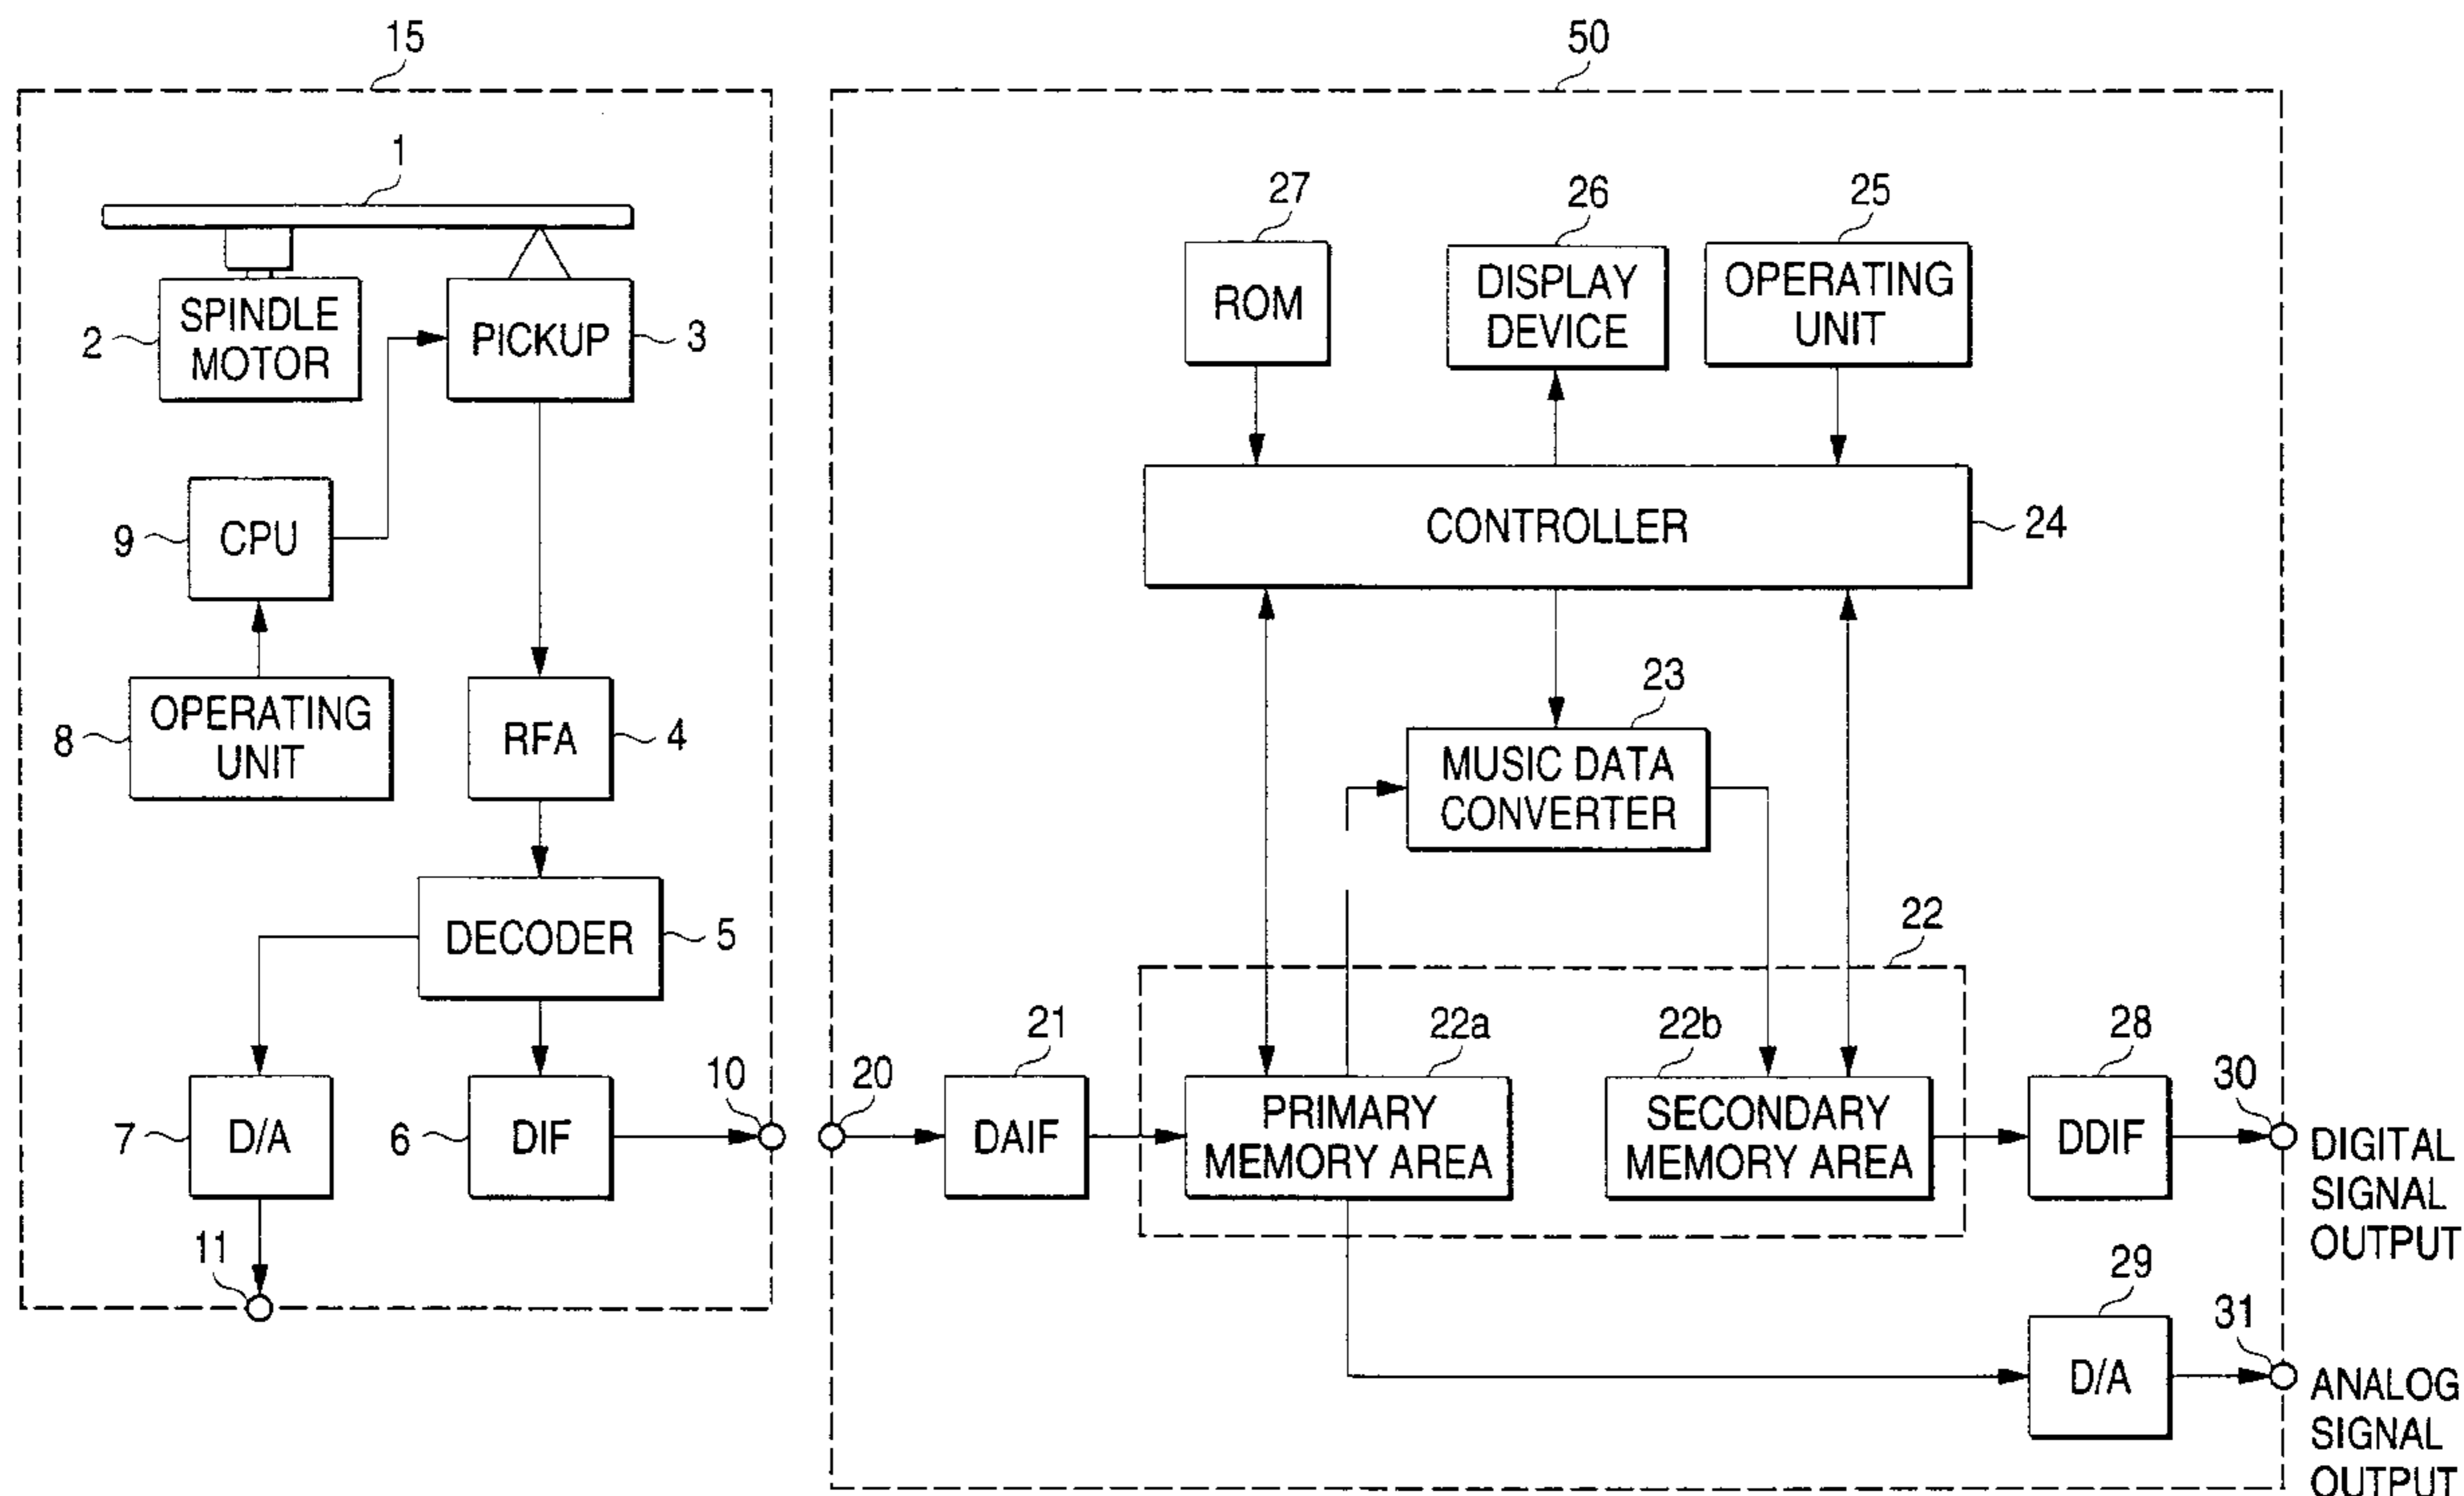 15
50
1
27
26
25
ROM
DISPLAY
DEVICE
OPERATING
UNIT
2
SPINDLE
MOTOR
PICKUP
3
9
CPU
CONTROLLER
24
8
OPERATING
UNIT
RFA
4
23
MUSIC DATA
CONVERTER
DECODER
5
22
7
D/A
6
DIF
10
20
21
DAIF
22a
PRIMARY
MEMORY AREA
22b
SECONDARY
MEMORY AREA
28
DDIF
30
DIGITAL
SIGNAL
OUTPUT
11
29
D/A
31
ANALOG
SIGNAL
OUTPUT